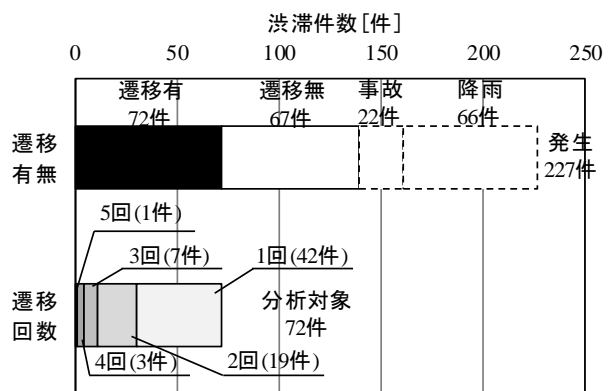 渋滞件数[件]
0 50 100 150 200 250
遷移有 遷移無 事故 降雨
72件 67件 22件 66件
遷移
有無
発生
227件
5回(1件)
3回(7件) 1回(42件)
遷移
回数
分析対象
72件
4回(3件) 2回(19件)